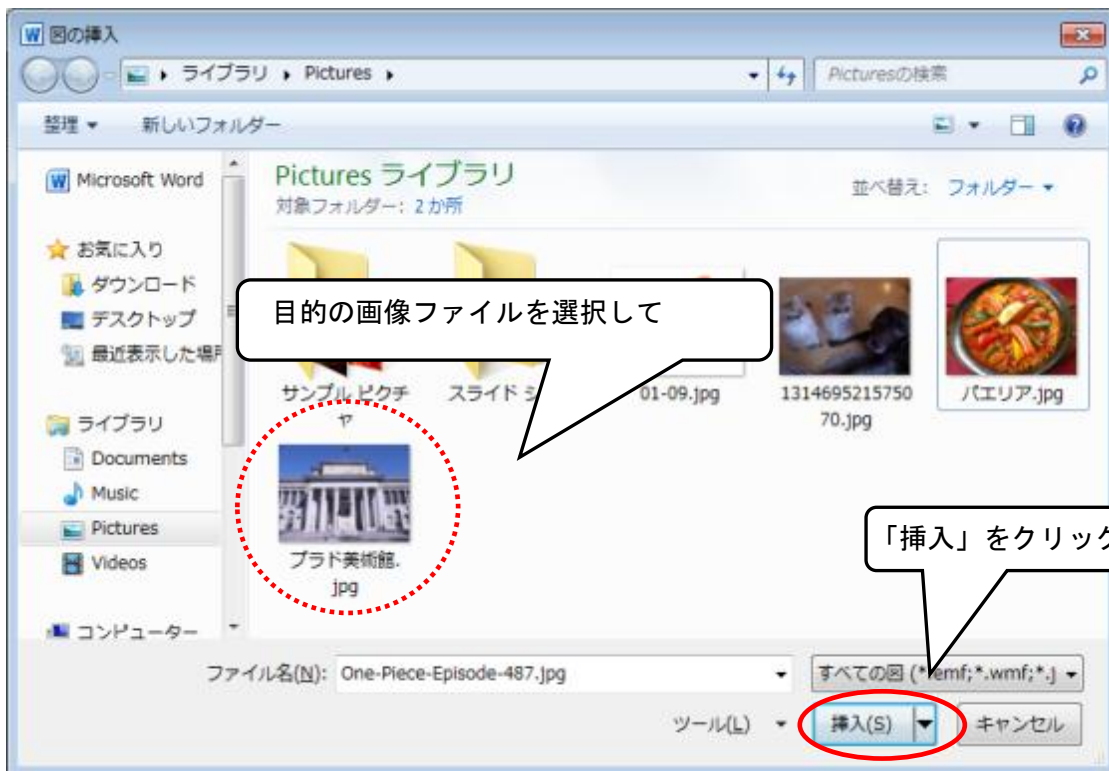 図の挿入
ライブラリ Pictures
Picturesの検索
整理 新しいフォルダー
Microsoft Word
Pictures ライブラリ
対象フォルダー: 2 か所
並べ替え: フォルダー
お気に入り
ダウンロード
デスクトップ
最近表示した場
目的の画像ファイルを選択して
サンプル ピクチ
ャ
スライド
01-09.jpg
1314695215750
70.jpg
パエリア.jpg
ライブラリ
Documents
Music
Pictures
Videos
コンピューター
プラド美術館.
jpg
「挿入」をクリック
ファイル名(N): One-Piece-Episode-487.jpg
すべての図 (*.emf;*.wmf;*.j
ツール(L) 挿入(S) キャンセル